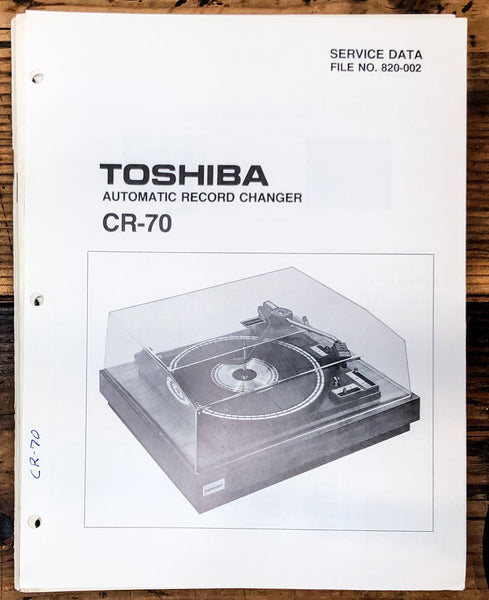 SERVICE DATA
FILE NO. 820-002
TOSHIBA
AUTOMATIC RECORD CHANGER
CR-70
CR-70